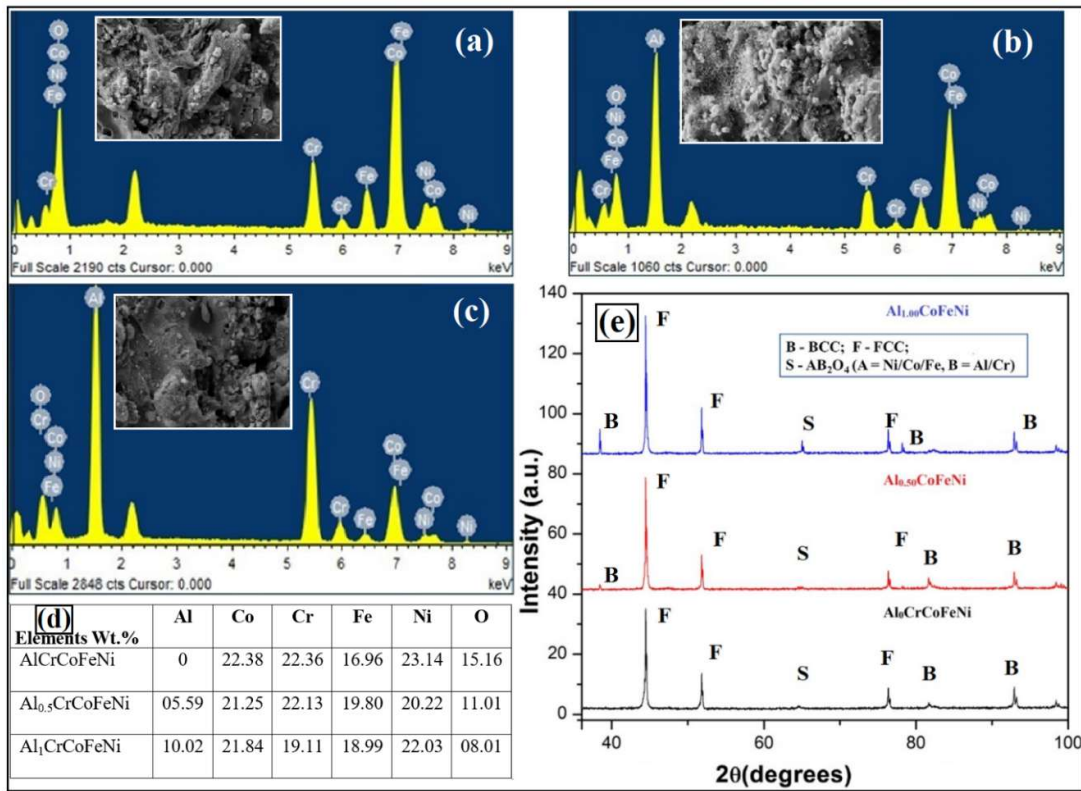 (a)
O
Co
Ni
Fe
Cr
Cr
Cr
Fe
Fe
Co
Ni
Co
Ni
0 1 2 3 4 5 6 7 8 9
Full Scale 2190 cts Cursor: 0.000 keV
(b)
O
Ni
Co
Fe
Cr
Al
Cr
Cr
Fe
Co
Fe
Co
Ni
Ni
0 1 2 3 4 5 6 7 8 9
Full Scale 1060 cts Cursor: 0.000 keV
(c)
Al
O
Cr
Co
Ni
Fe
Cr
Cr
Fe
Co
Fe
Co
Ni
Ni
0 1 2 3 4 5 6 7 8 9
Full Scale 2848 cts Cursor: 0.000 keV
(d) Al Co Cr Fe Ni O
Elements Wt.%
AlCrCoFeNi 0 22.38 22.36 16.96 23.14 15.16
Al0.5CrCoFeNi 05.59 21.25 22.13 19.80 20.22 11.01
Al1CrCoFeNi 10.02 21.84 19.11 18.99 22.03 08.01
(e)
Al1.00CoFeNi
B - BCC; F - FCC;
S - AB2O4 (A = Ni/Co/Fe, B = Al/Cr)
B F F S F B B
Al0.50CoFeNi
B F F S F B B
Al0CrCoFeNi
F F S F B B
Intensity (a.u.)
140
120
100
80
60
40
20
0
40 60 80 100
2θ(degrees)